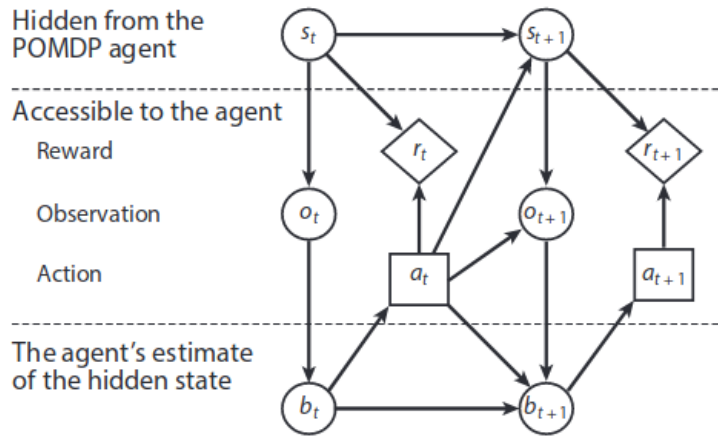 Hidden from the
POMDP agent
s_t
s_{t+1}
Accessible to the agent
Reward
r_t
r_{t+1}
Observation
o_t
o_{t+1}
Action
a_t
a_{t+1}
The agent's estimate
of the hidden state
b_t
b_{t+1}